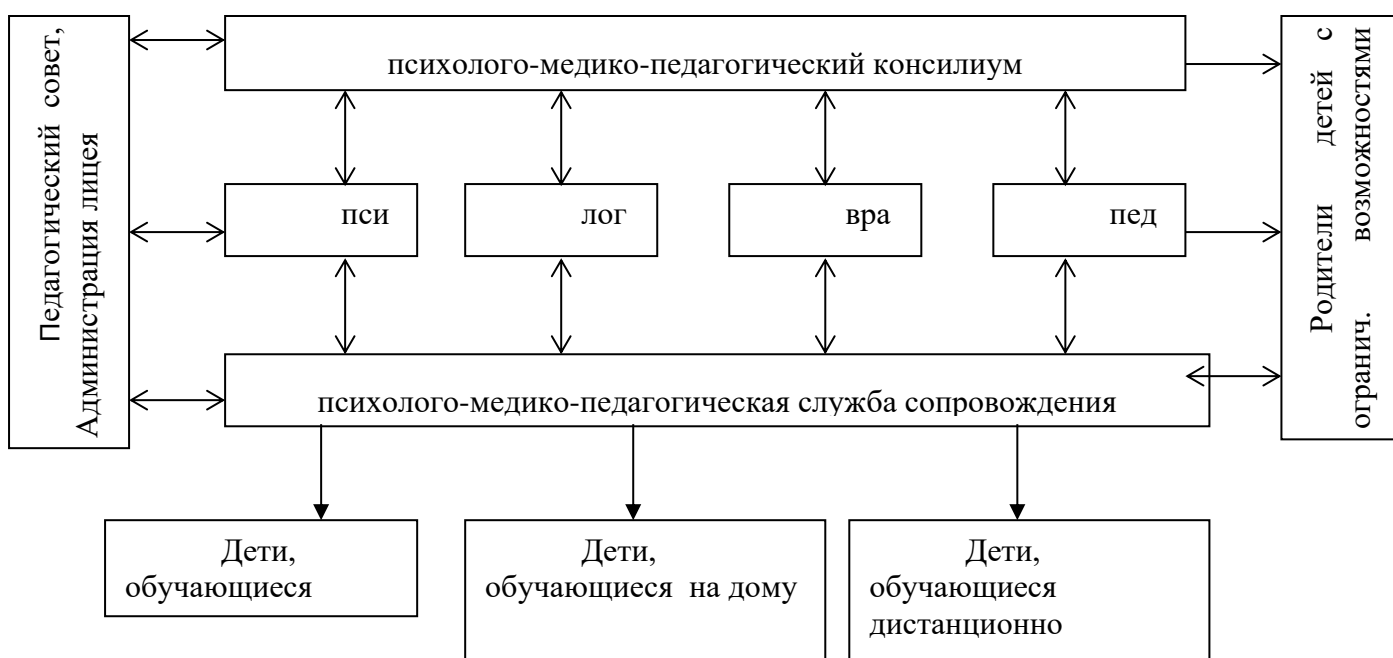 Педагогический совет,
Администрация лицея
психолого-медико-педагогический консилиум
Родители детей с
огранич. возможностями
пси
лог
вра
пед
психолого-медико-педагогическая служба сопровождения
Дети,
обучающиеся
Дети,
обучающиеся на дому
Дети,
обучающиеся
дистанционно